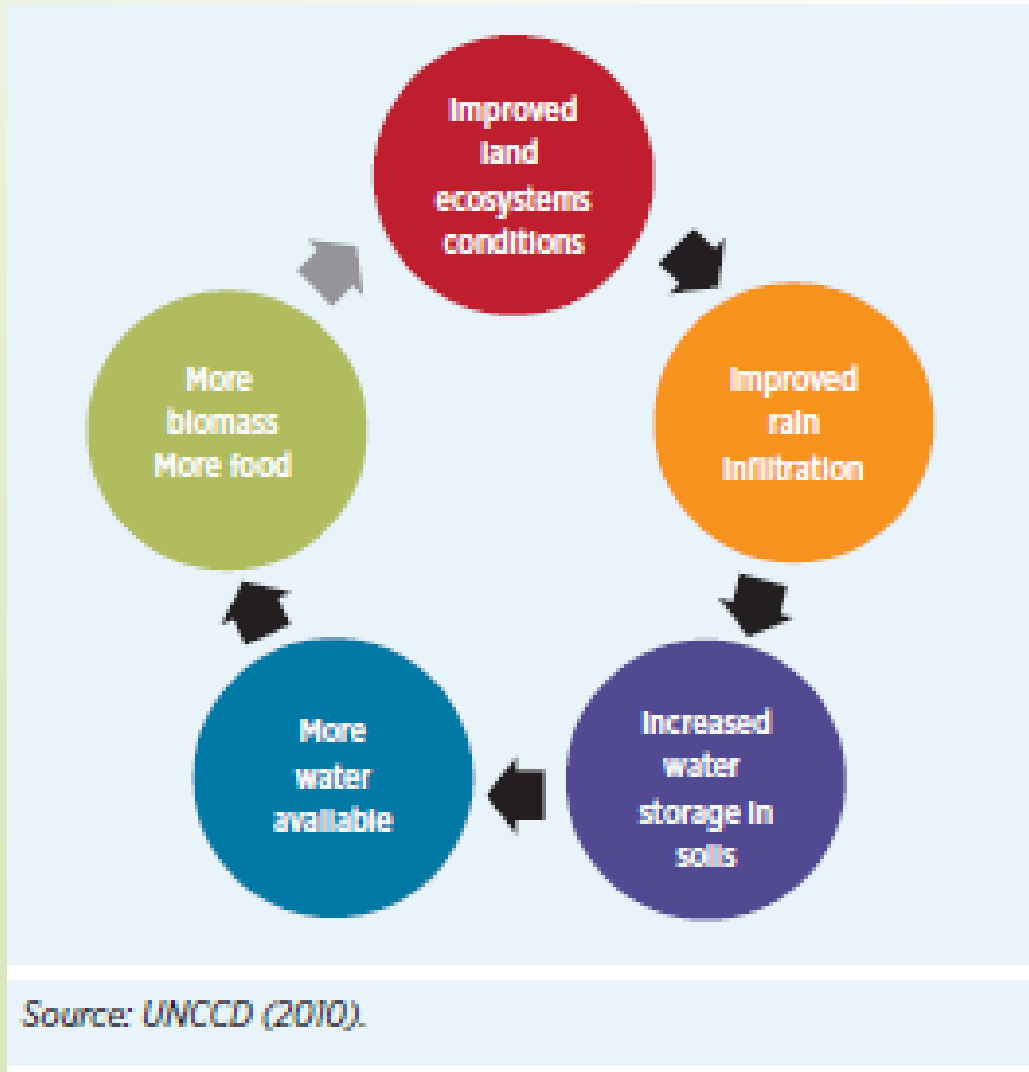 Improved
land
ecosystems
conditions
Improved
rain
infiltration
Increased
water
storage in
soils
More
water
available
More
biomass
More food
Source: UNCCD (2010).